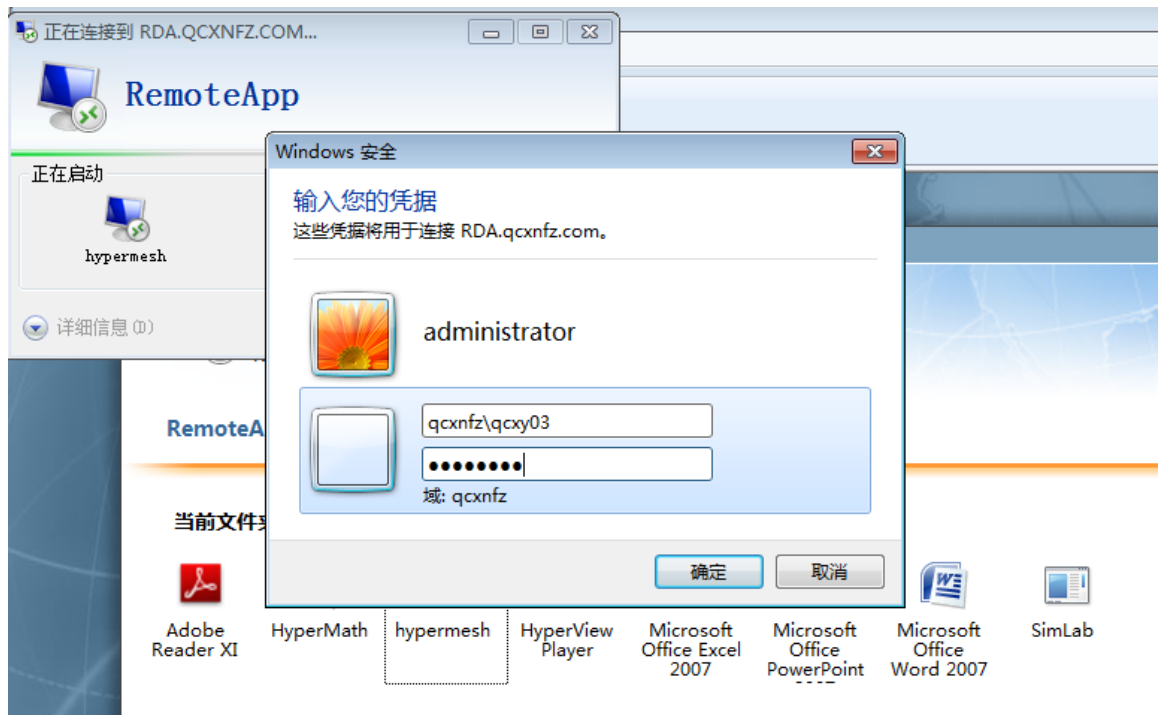 正在连接到 RDA.QCXNFZ.COM...
RemoteApp
正在启动
hypermesh
详细信息(D)
Windows 安全
输入您的凭据
这些凭据将用于连接 RDA.qcxnfz.com。
administrator
qcxnfz\qcxy03
●●●●●●●●
域: qcxnfz
确定
取消
RemoteA
当前文件夹
Adobe
Reader XI
HyperMath
hypermesh
HyperView
Player
Microsoft
Office Excel
2007
Microsoft
Office
PowerPoint
Microsoft
Office
Word 2007
SimLab